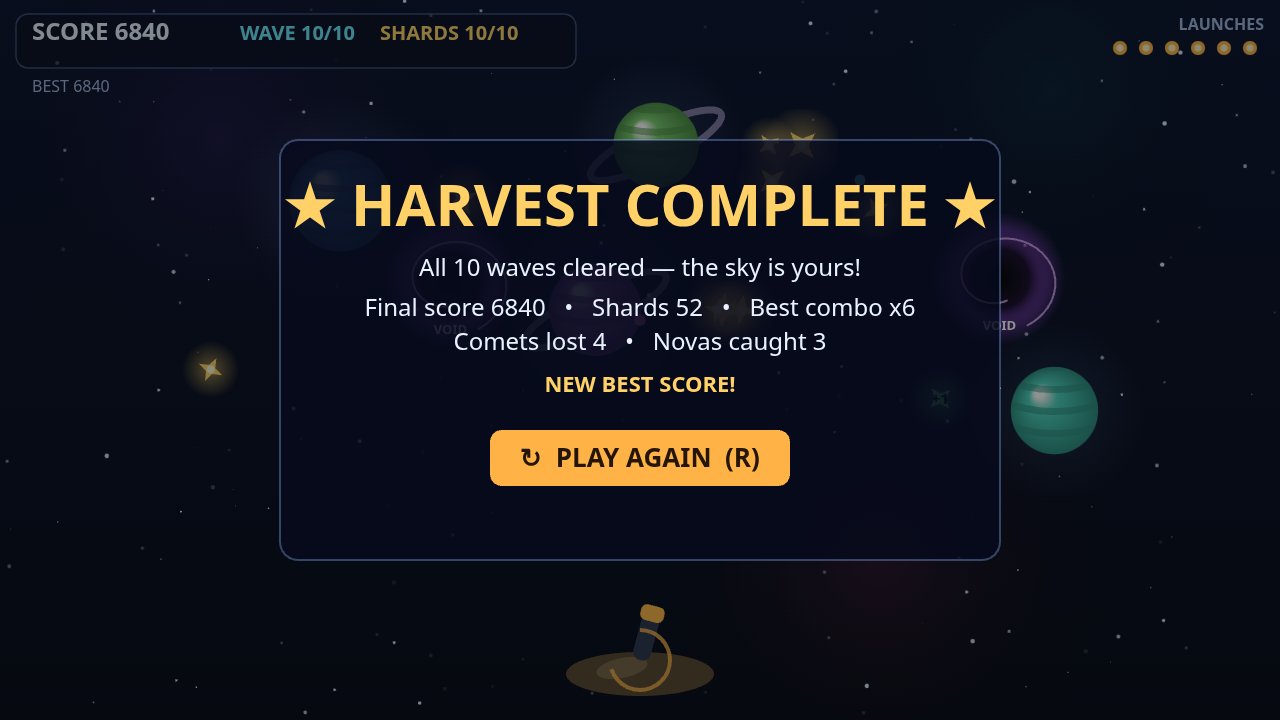 SCORE 6840 WAVE 10/10 SHARDS 10/10
LAUNCHES
BEST 6840
★ HARVEST COMPLETE ★
All 10 waves cleared — the sky is yours!
Final score 6840 • Shards 52 • Best combo x6
VOID
VOID
Comets lost 4 • Novas caught 3
NEW BEST SCORE!
↻ PLAY AGAIN (R)